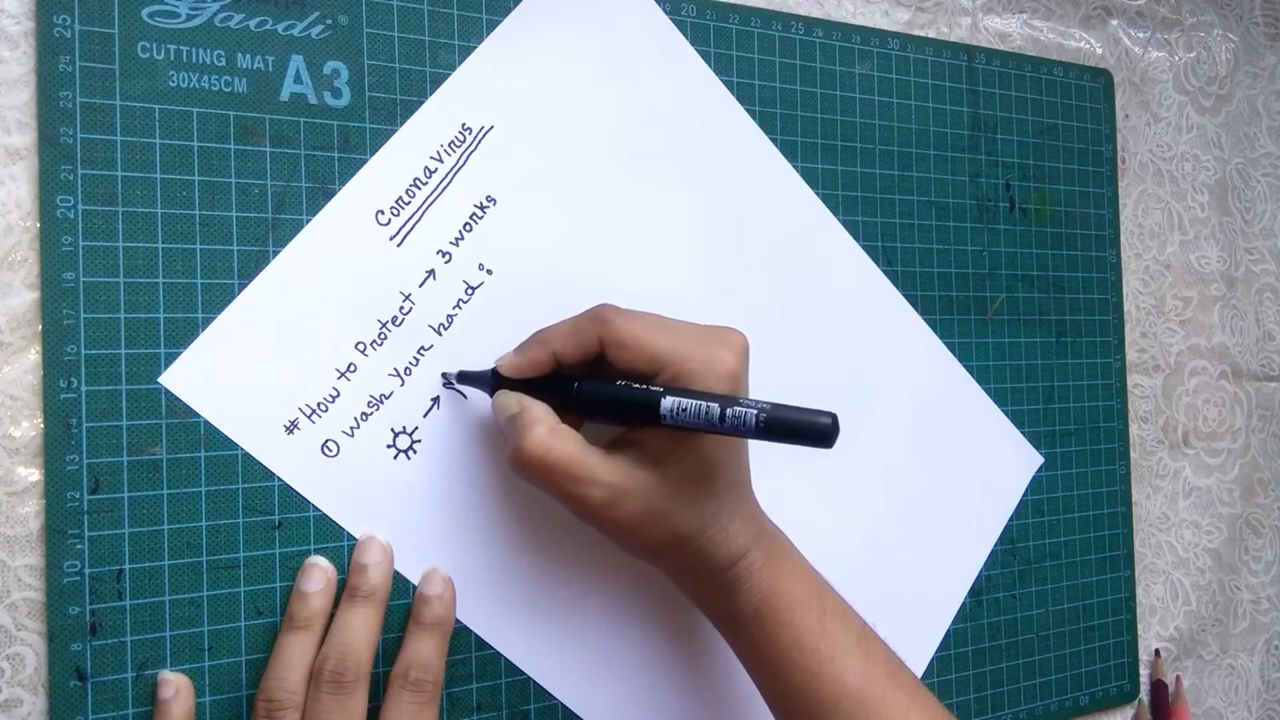 Gaodi®
CUTTING MAT
30X45CM
A3
Coronavirus
# How to Protect → 3 works
① wash your hand: